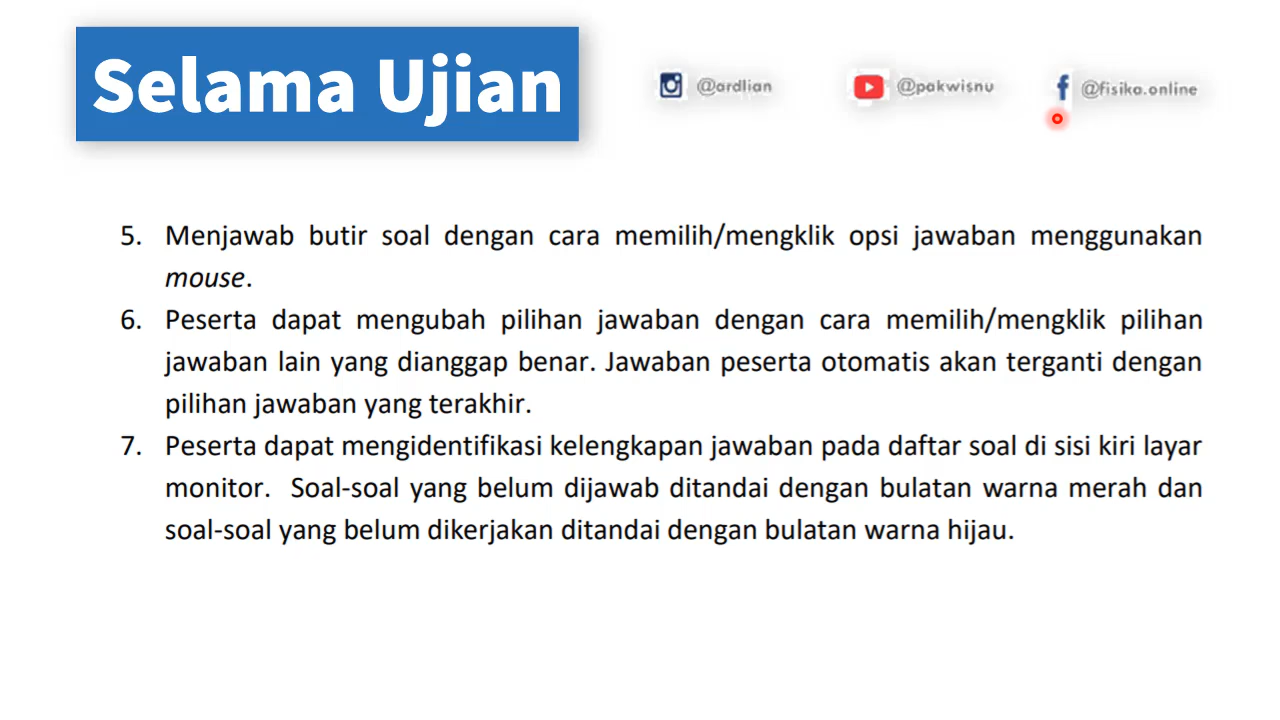 Selama Ujian
@ardlian
@pakwisnu
@fisika.online
5. Menjawab butir soal dengan cara memilih/mengklik opsi jawaban menggunakan
mouse.
6. Peserta dapat mengubah pilihan jawaban dengan cara memilih/mengklik pilihan
jawaban lain yang dianggap benar. Jawaban peserta otomatis akan terganti dengan
pilihan jawaban yang terakhir.
7. Peserta dapat mengidentifikasi kelengkapan jawaban pada daftar soal di sisi kiri layar
monitor. Soal-soal yang belum dijawab ditandai dengan bulatan warna merah dan
soal-soal yang belum dikerjakan ditandai dengan bulatan warna hijau.